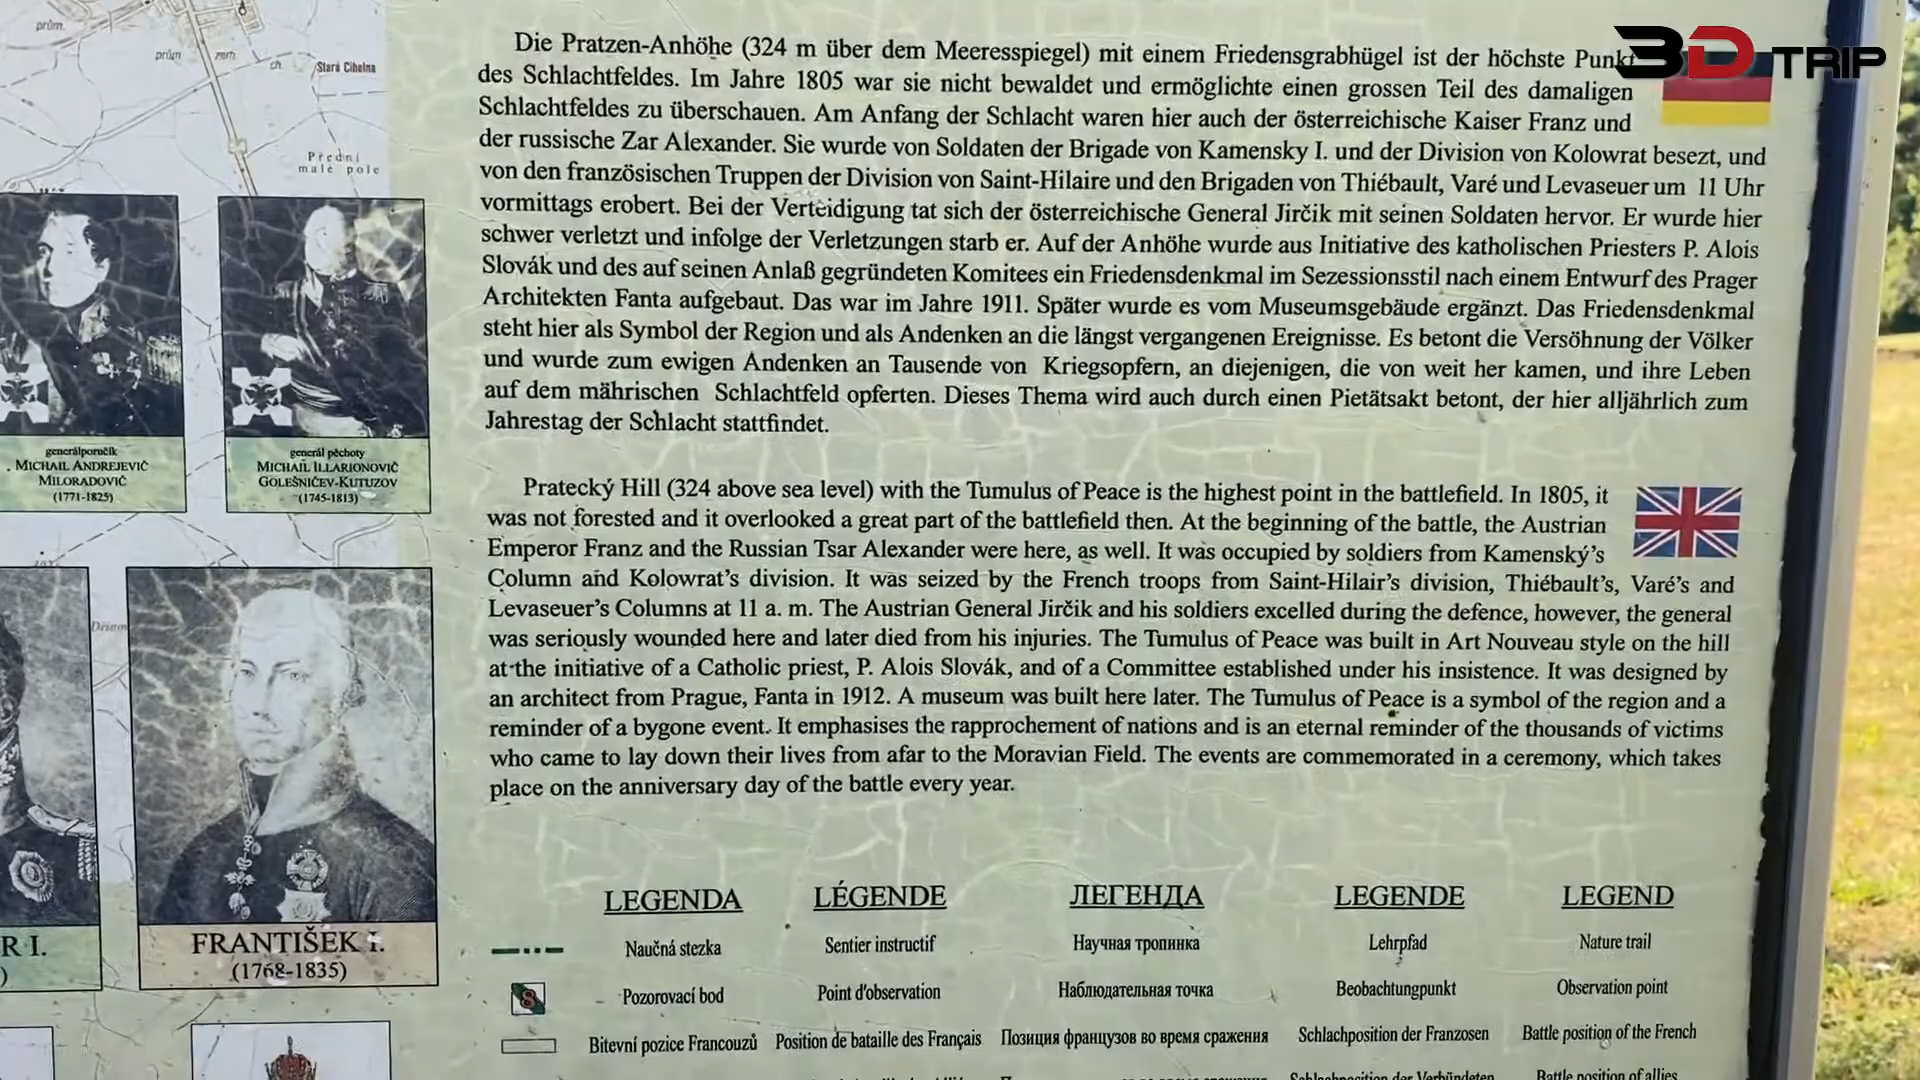 3D TRIP
prům.
prům
zem.
ch.
Stará Cihelna
Přední
malé pole
Die Pratzen-Anhöhe (324 m über dem Meeresspiegel) mit einem Friedensgrabhügel ist der höchste Punkt
des Schlachtfeldes. Im Jahre 1805 war sie nicht bewaldet und ermöglichte einen grossen Teil des damaligen
Schlachtfeldes zu überschauen. Am Anfang der Schlacht waren hier auch der österreichische Kaiser Franz und
der russische Zar Alexander. Sie wurde von Soldaten der Brigade von Kamensky I. und der Division von Kolowrat besezt, und
von den französischen Truppen der Division von Saint-Hilaire und den Brigaden von Thiébault, Varé und Levaseuer um 11 Uhr
vormittags erobert. Bei der Verteidigung tat sich der österreichische General Jirčik mit seinen Soldaten hervor. Er wurde hier
schwer verletzt und infolge der Verletzungen starb er. Auf der Anhöhe wurde aus Initiative des katholischen Priesters P. Alois
Slovák und des auf seinen Anlaß gegründeten Komitees ein Friedensdenkmal im Sezessionsstil nach einem Entwurf des Prager
Architekten Fanta aufgebaut. Das war im Jahre 1911. Später wurde es vom Museumsgebäude ergänzt. Das Friedensdenkmal
steht hier als Symbol der Region und als Andenken an die längst vergangenen Ereignisse. Es betont die Versöhnung der Völker
und wurde zum ewigen Andenken an Tausende von Kriegsopfern, an diejenigen, die von weit her kamen, und ihre Leben
auf dem mährischen Schlachtfeld opferten. Dieses Thema wird auch durch einen Pietätsakt betont, der hier alljährlich zum
Jahrestag der Schlacht stattfindet.
generálporučík
MICHAIL ANDREJEVIČ
MILORADOVIČ
(1771-1825)
generál pěchoty
MICHAIL ILLARIONOVIČ
GOLEŠNIČEV-KUTUZOV
(1745-1813)
Pratecký Hill (324 above sea level) with the Tumulus of Peace is the highest point in the battlefield. In 1805, it
was not forested and it overlooked a great part of the battlefield then. At the beginning of the battle, the Austrian
Emperor Franz and the Russian Tsar Alexander were here, as well. It was occupied by soldiers from Kamenský's
Column and Kolowrat's division. It was seized by the French troops from Saint-Hilair's division, Thiébault's, Varé's and
Levaseuer's Columns at 11 a. m. The Austrian General Jirčik and his soldiers excelled during the defence, however, the general
was seriously wounded here and later died from his injuries. The Tumulus of Peace was built in Art Nouveau style on the hill
at the initiative of a Catholic priest, P. Alois Slovák, and of a Committee established under his insistence. It was designed by
an architect from Prague, Fanta in 1912. A museum was built here later. The Tumulus of Peace is a symbol of the region and a
reminder of a bygone event. It emphasises the rapprochement of nations and is an eternal reminder of the thousands of victims
who came to lay down their lives from afar to the Moravian Field. The events are commemorated in a ceremony, which takes
place on the anniversary day of the battle every year.
R I.
)
FRANTIŠEK I.
(1768-1835)
LEGENDA LÉGENDE ЛЕГЕНДА LEGENDE LEGEND
Naučná stezka Sentier instructif Научная тропинка Lehrpfad Nature trail
8 Pozorovací bod Point d'observation Наблюдательная точка Beobachtungpunkt Observation point
Bitevní pozice Francouzů Position de bataille des Français Позиция французов во время сражения Schlachposition der Franzosen Battle position of the French
Schlachposition der Verbündeten Battle position of allies